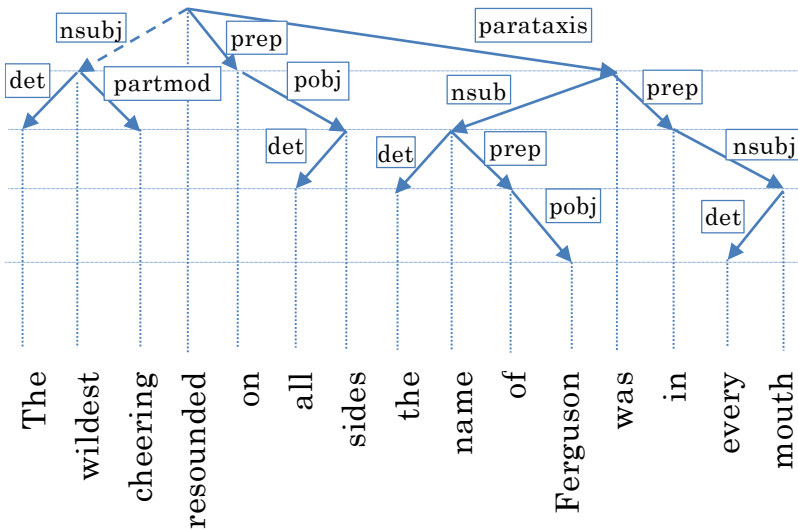 parataxis
nsubj
prep
det
partmod
pobj
nsub
prep
det
det
prep
nsubj
pobj
det
The wildest cheering resounded on all sides the name of Ferguson was in every mouth